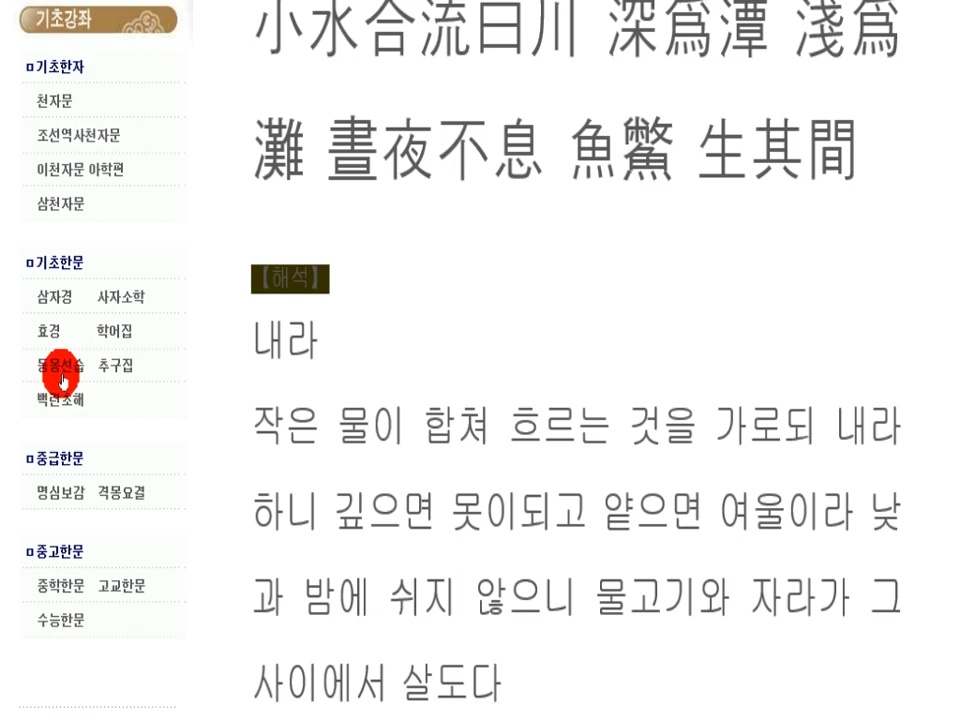 기초강좌
기초한자
천자문
조선역사천자문
이천자문 아학편
삼천자문
기초한문
삼자경 사자소학
효경 학어집
동몽선습 추구집
백련초해
중급한문
명심보감 격몽요결
중고한문
중학한문 고교한문
수능한문
小水合流曰川 深爲潭 淺爲
灘 晝夜不息 魚鱉 生其間
【해석】
내라
작은 물이 합쳐 흐르는 것을 가로되 내라
하니 깊으면 못이되고 얕으면 여울이라 낮
과 밤에 쉬지 않으니 물고기와 자라가 그
사이에서 살도다